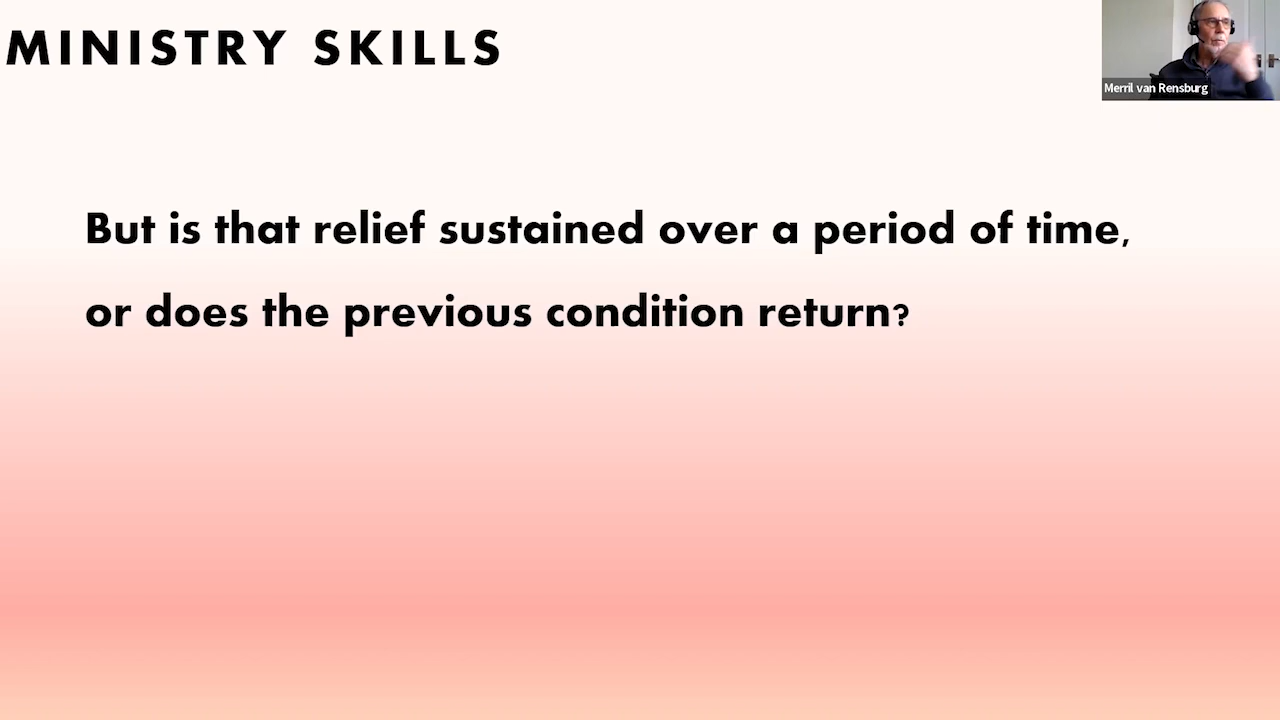 MINISTRY SKILLS
Merril van Rensburg
But is that relief sustained over a period of time,
or does the previous condition return?